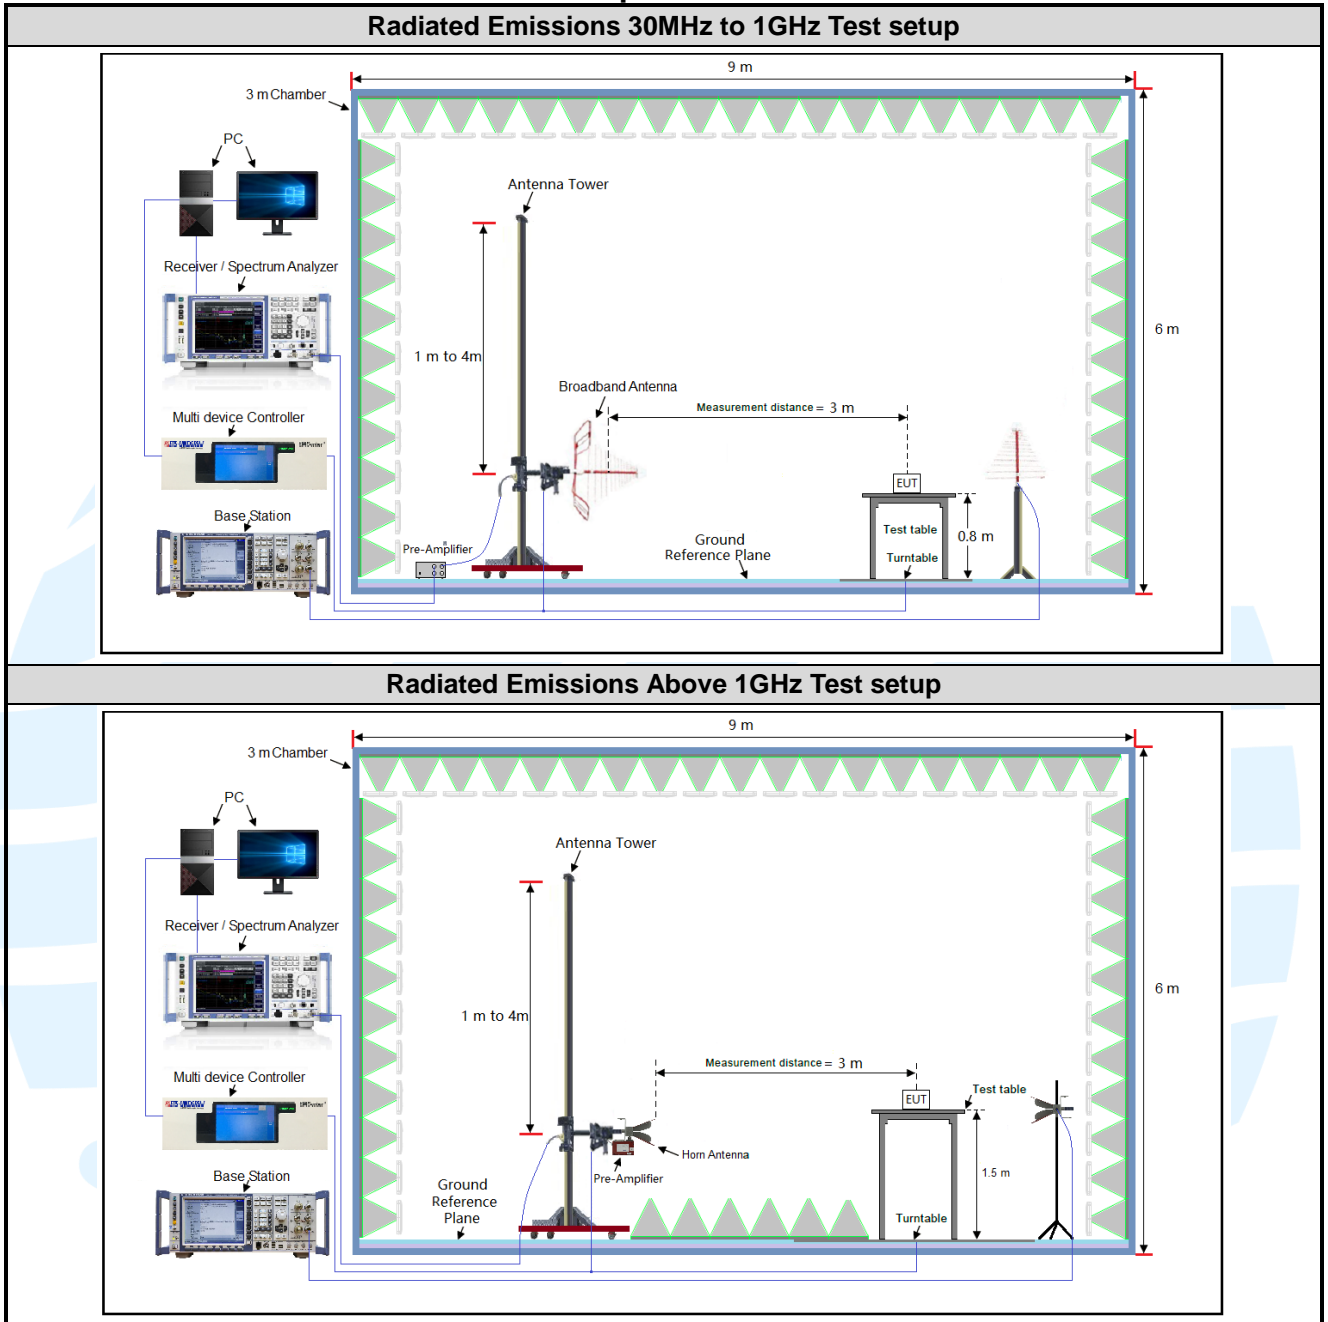 Radiated Emissions 30MHz to 1GHz Test setup
9 m
3 m Chamber
PC
Antenna Tower
Receiver / Spectrum Analyzer
6 m
1 m to 4m
Broadband Antenna
Measurement distance = 3 m
Multi device Controller
EUT
Base Station
Test table
0.8 m
Ground
Reference Plane
Pre-Amplifier
Turntable
Radiated Emissions Above 1GHz Test setup
9 m
3 m Chamber
PC
Antenna Tower
Receiver / Spectrum Analyzer
6 m
1 m to 4m
Measurement distance = 3 m
Multi device Controller
EUT
Test table
Horn Antenna
Pre-Amplifier
1.5 m
Base Station
Ground
Reference
Plane
Turntable